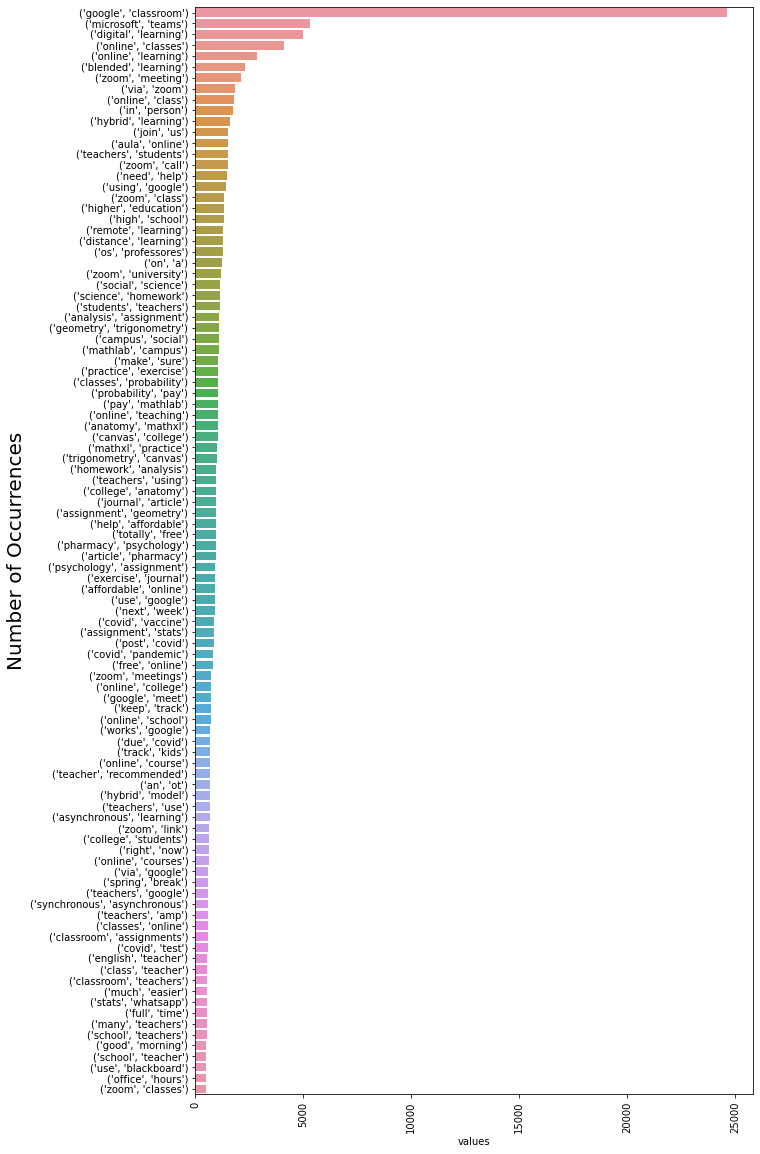 ('google', 'classroom')
('microsoft', 'teams')
('digital', 'learning')
('online', 'classes')
('online', 'learning')
('blended', 'learning')
('zoom', 'meeting')
('via', 'zoom')
('online', 'class')
('in', 'person')
('hybrid', 'learning')
('join', 'us')
('aula', 'online')
('teachers', 'students')
('zoom', 'call')
('need', 'help')
('using', 'google')
('zoom', 'class')
('higher', 'education')
('high', 'school')
('remote', 'learning')
('distance', 'learning')
('os', 'professores')
('on', 'a')
('zoom', 'university')
('social', 'science')
('science', 'homework')
('students', 'teachers')
('analysis', 'assignment')
('geometry', 'trigonometry')
('campus', 'social')
('mathlab', 'campus')
('make', 'sure')
('practice', 'exercise')
('classes', 'probability')
('probability', 'pay')
('pay', 'mathlab')
('online', 'teaching')
('anatomy', 'mathxl')
('canvas', 'college')
('mathxl', 'practice')
('trigonometry', 'canvas')
('homework', 'analysis')
('teachers', 'using')
('college', 'anatomy')
('journal', 'article')
('assignment', 'geometry')
('help', 'affordable')
('totally', 'free')
('pharmacy', 'psychology')
('article', 'pharmacy')
('psychology', 'assignment')
('exercise', 'journal')
('affordable', 'online')
('use', 'google')
('next', 'week')
('covid', 'vaccine')
('assignment', 'stats')
('post', 'covid')
('covid', 'pandemic')
('free', 'online')
('zoom', 'meetings')
('online', 'college')
('google', 'meet')
('keep', 'track')
('online', 'school')
('works', 'google')
('due', 'covid')
('track', 'kids')
('online', 'course')
('teacher', 'recommended')
('an', 'ot')
('hybrid', 'model')
('teachers', 'use')
('asynchronous', 'learning')
('zoom', 'link')
('college', 'students')
('right', 'now')
('online', 'courses')
('via', 'google')
('spring', 'break')
('teachers', 'google')
('synchronous', 'asynchronous')
('teachers', 'amp')
('classes', 'online')
('classroom', 'assignments')
('covid', 'test')
('english', 'teacher')
('class', 'teacher')
('classroom', 'teachers')
('much', 'easier')
('stats', 'whatsapp')
('full', 'time')
('many', 'teachers')
('school', 'teachers')
('good', 'morning')
('school', 'teacher')
('use', 'blackboard')
('office', 'hours')
('zoom', 'classes')
Number of Occurrences
0
5000
10000
15000
20000
25000
values